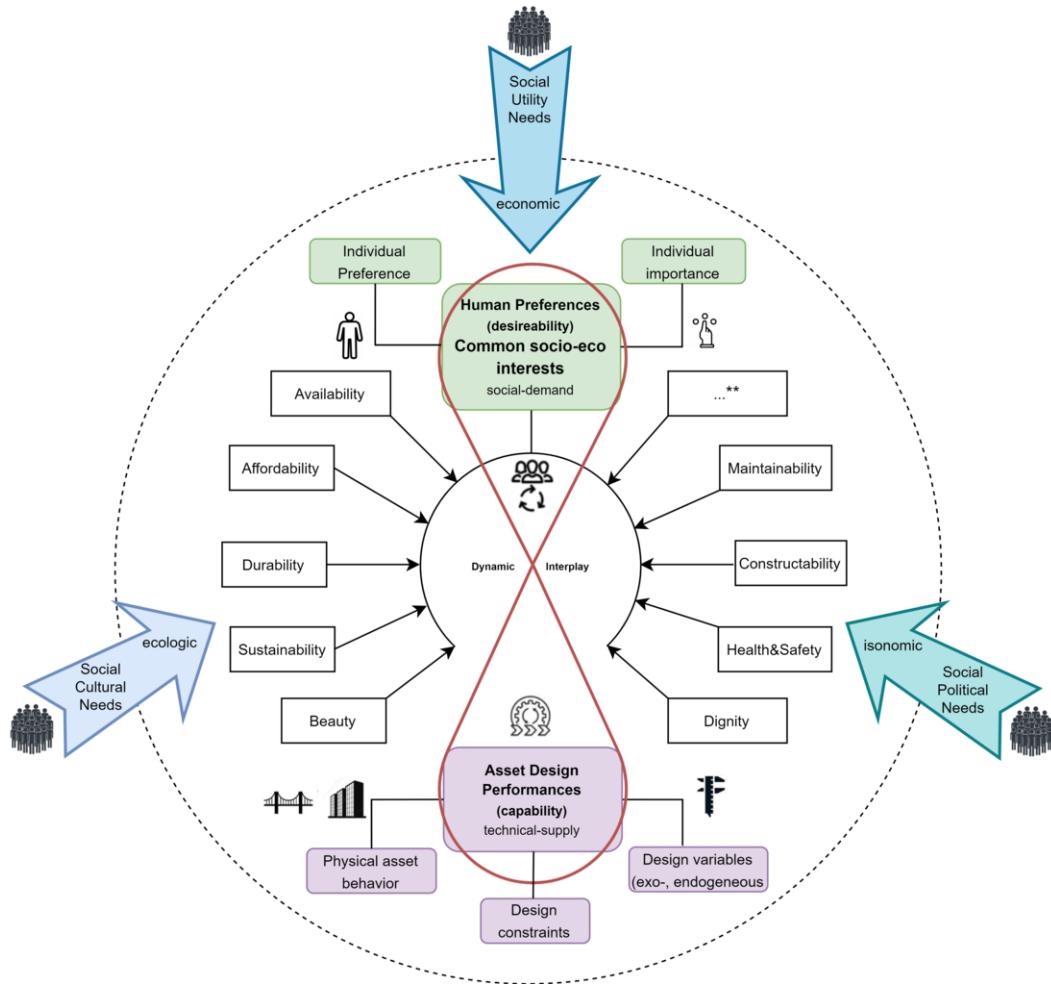 Social
Utility
Needs
economic
Individual
Preference
Individual
importance
Human Preferences
(desireability)
Common socio-eco
interests
social-demand
Availability
...**
Affordability
Maintainability
Durability
Dynamic
Interplay
Constructability
ecologic
Social
Cultural
Needs
Sustainability
Health&Safety
isonomic
Social
Political
Needs
Beauty
Dignity
Asset Design
Performances
(capability)
technical-supply
Physical asset
behavior
Design variables
(exo-, endogeneous
Design
constraints